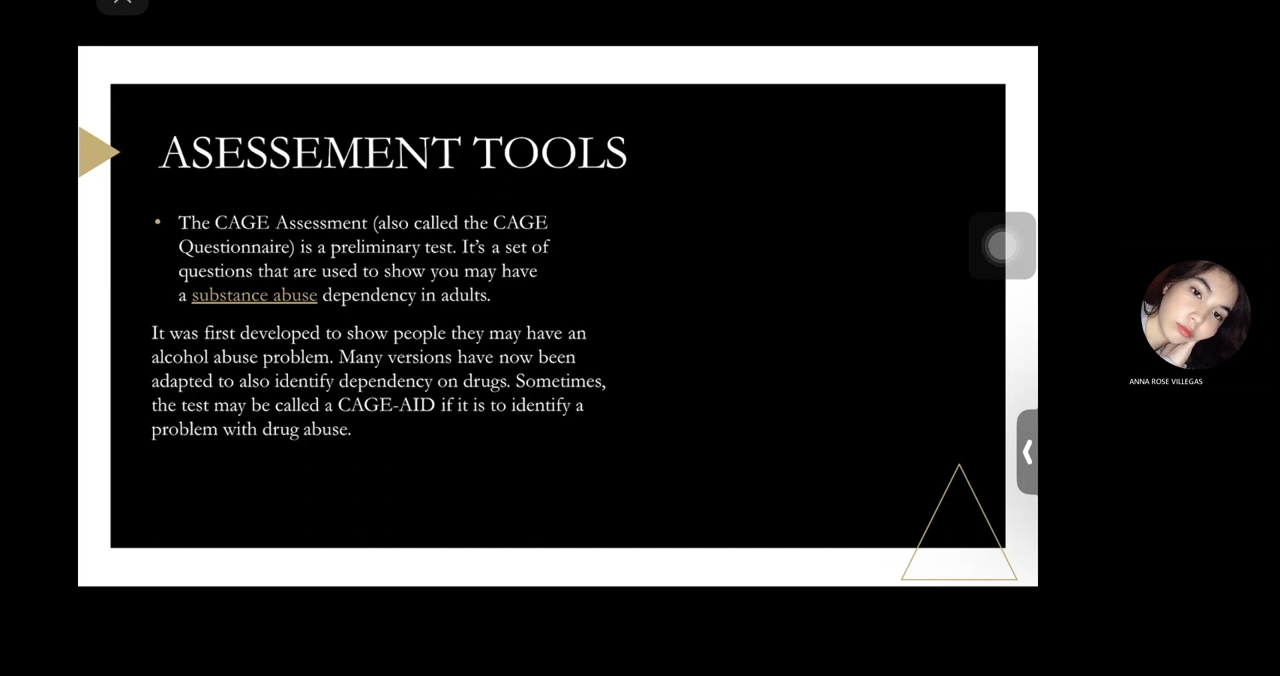 ASESSEMENT TOOLS
• The CAGE Assessment (also called the CAGE
Questionnaire) is a preliminary test. It’s a set of
questions that are used to show you may have
a substance abuse dependency in adults.
It was first developed to show people they may have an
alcohol abuse problem. Many versions have now been
adapted to also identify dependency on drugs. Sometimes,
the test may be called a CAGE-AID if it is to identify a
problem with drug abuse.
ANNA ROSE VILLEGAS